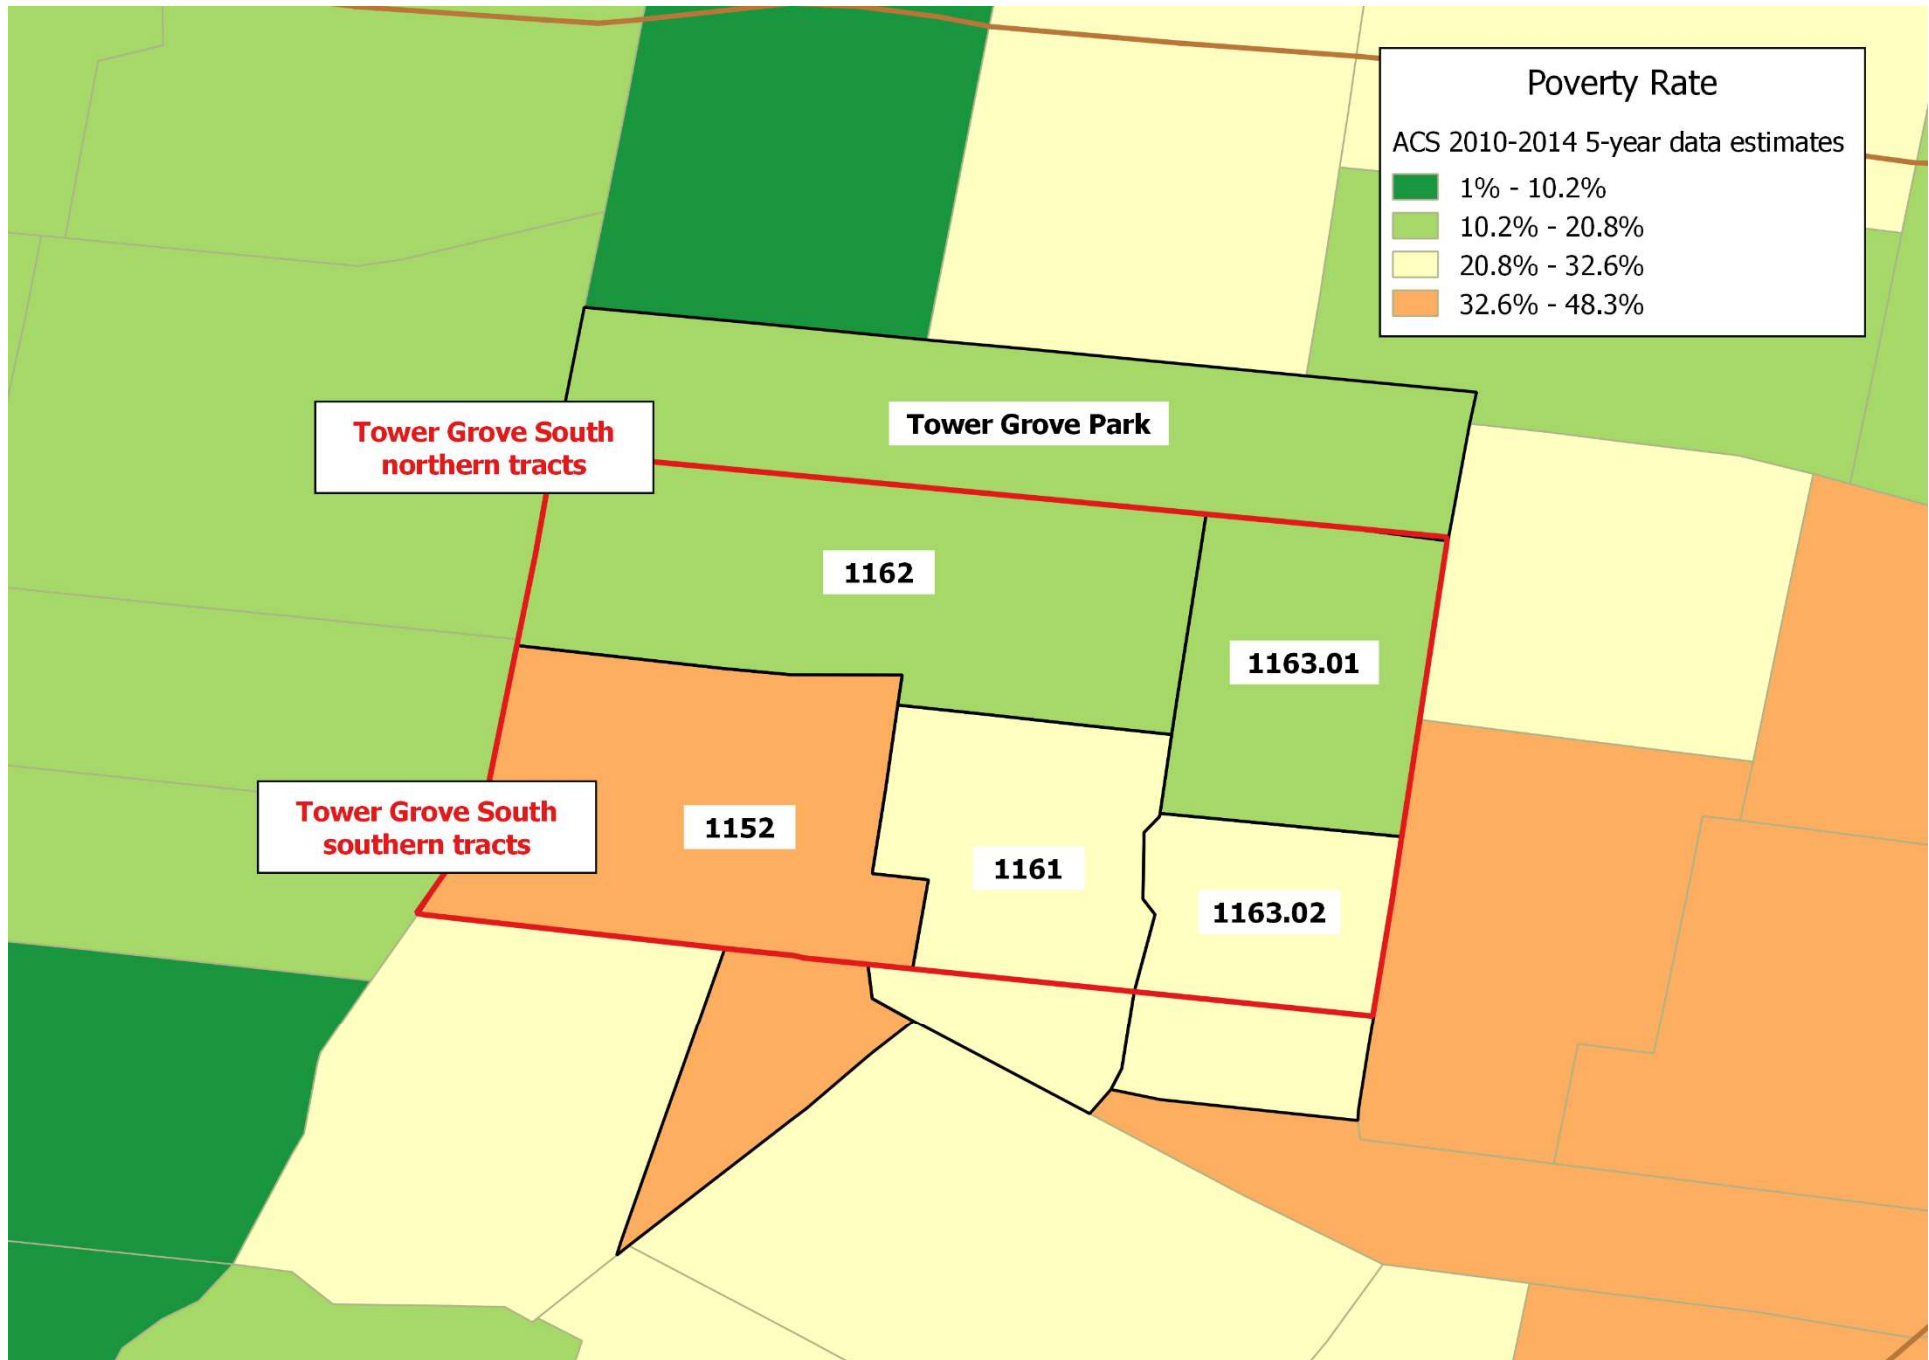 Poverty Rate
ACS 2010-2014 5-year data estimates
1% - 10.2%
10.2% - 20.8%
20.8% - 32.6%
32.6% - 48.3%
Tower Grove South
northern tracts
Tower Grove Park
1162
1163.01
Tower Grove South
southern tracts
1152
1161
1163.02